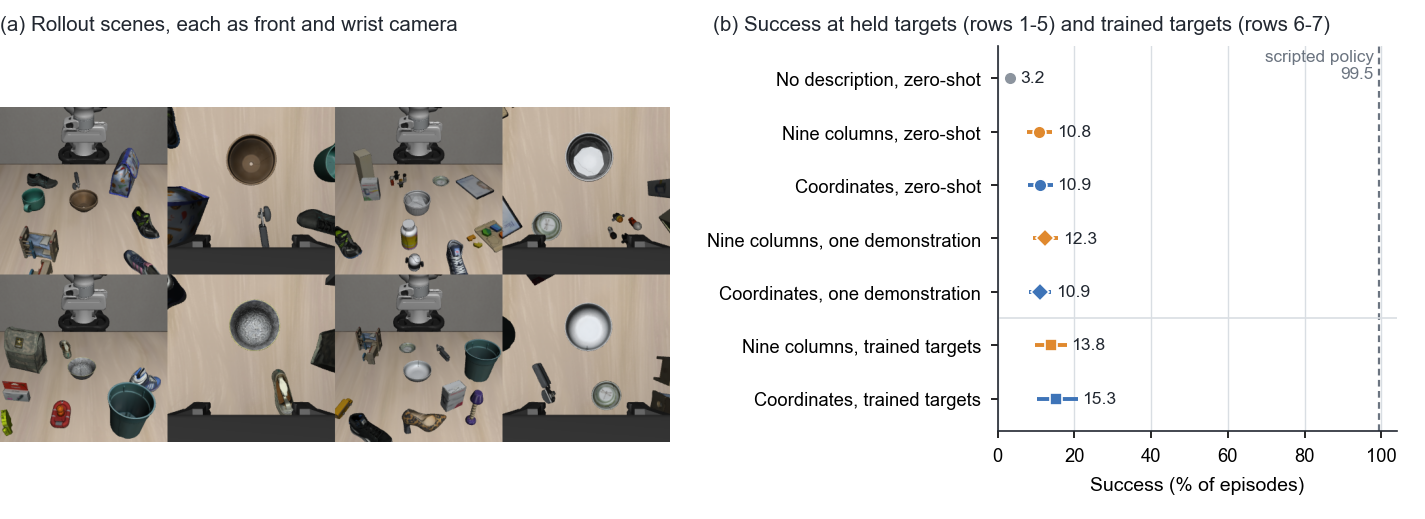 (a) Rollout scenes, each as front and wrist camera
(b) Success at held targets (rows 1-5) and trained targets (rows 6-7)
scripted policy
99.5
No description, zero-shot
3.2
Nine columns, zero-shot
10.8
Coordinates, zero-shot
10.9
Nine columns, one demonstration
12.3
Coordinates, one demonstration
10.9
Nine columns, trained targets
13.8
Coordinates, trained targets
15.3
0 20 40 60 80 100
Success (% of episodes)